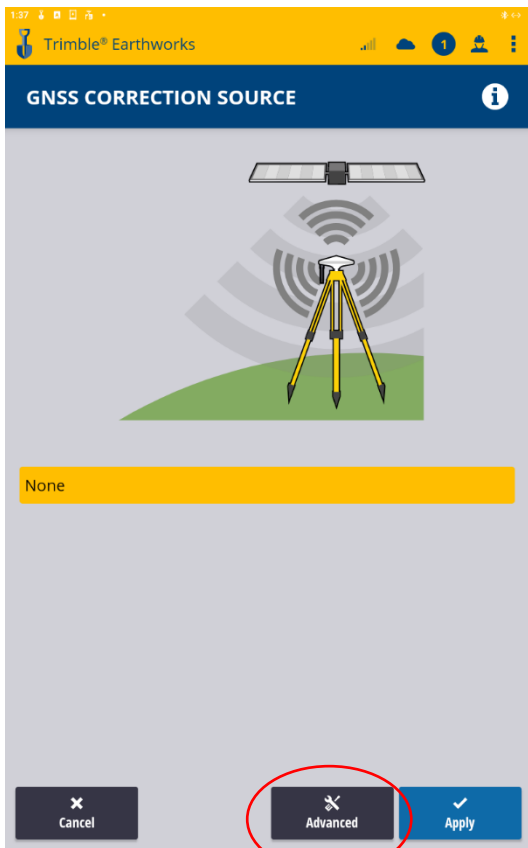 1:37
Trimble® Earthworks
1
GNSS CORRECTION SOURCE
i
None
Cancel
Advanced
Apply